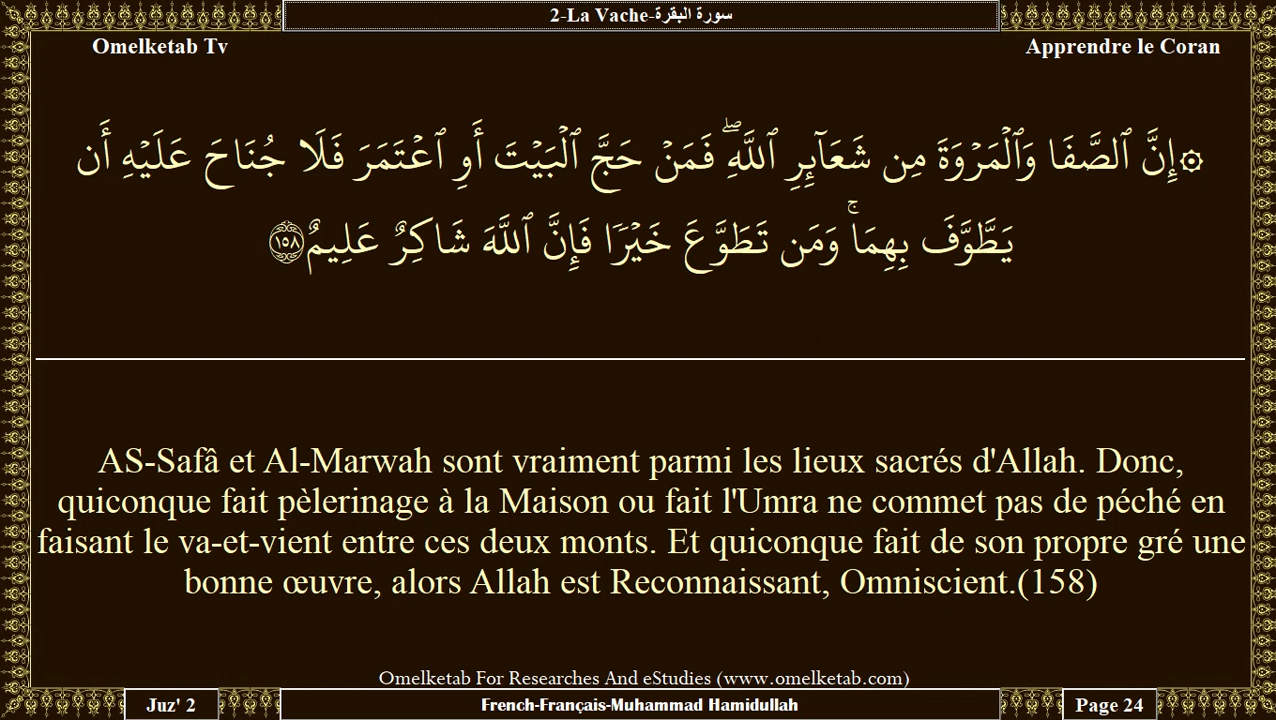 2-La Vache-سورة البقرة
Omelketab Tv
Apprendre le Coran
۞إِنَّ ٱلصَّفَا وَٱلۡمَرۡوَةَ مِن شَعَآئِرِ ٱللَّهِۖ فَمَنۡ حَجَّ ٱلۡبَيۡتَ أَوِ ٱعۡتَمَرَ فَلَا جُنَاحَ عَلَيۡهِ أَن
يَطَّوَّفَ بِهِمَاۚ وَمَن تَطَوَّعَ خَيۡرٗا فَإِنَّ ٱللَّهَ شَاكِرٌ عَلِيمٌ١٥٨
AS-Safâ et Al-Marwah sont vraiment parmi les lieux sacrés d'Allah. Donc,
quiconque fait pèlerinage à la Maison ou fait l'Umra ne commet pas de péché en
faisant le va-et-vient entre ces deux monts. Et quiconque fait de son propre gré une
bonne œuvre, alors Allah est Reconnaissant, Omniscient.(158)
Omelketab For Researches And eStudies (www.omelketab.com)
Juz' 2
French-Français-Muhammad Hamidullah
Page 24